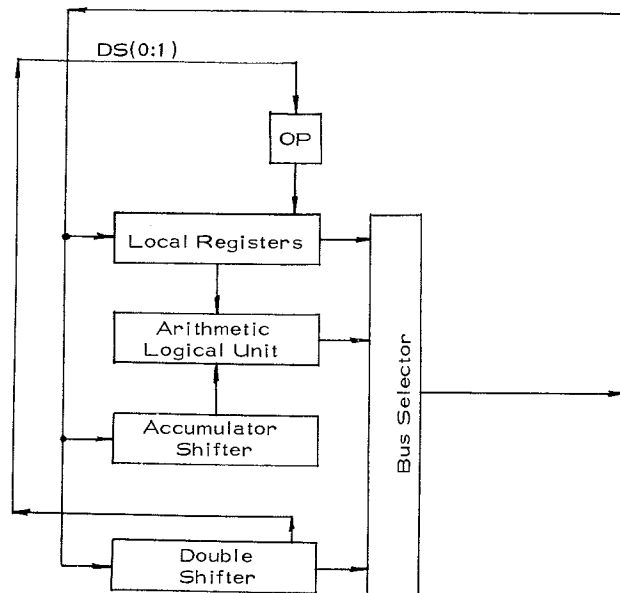 DS(0:1)
OP
Local Registers
Arithmetic
Logical Unit
Accumulator
Shifter
Double
Shifter
Bus Selector